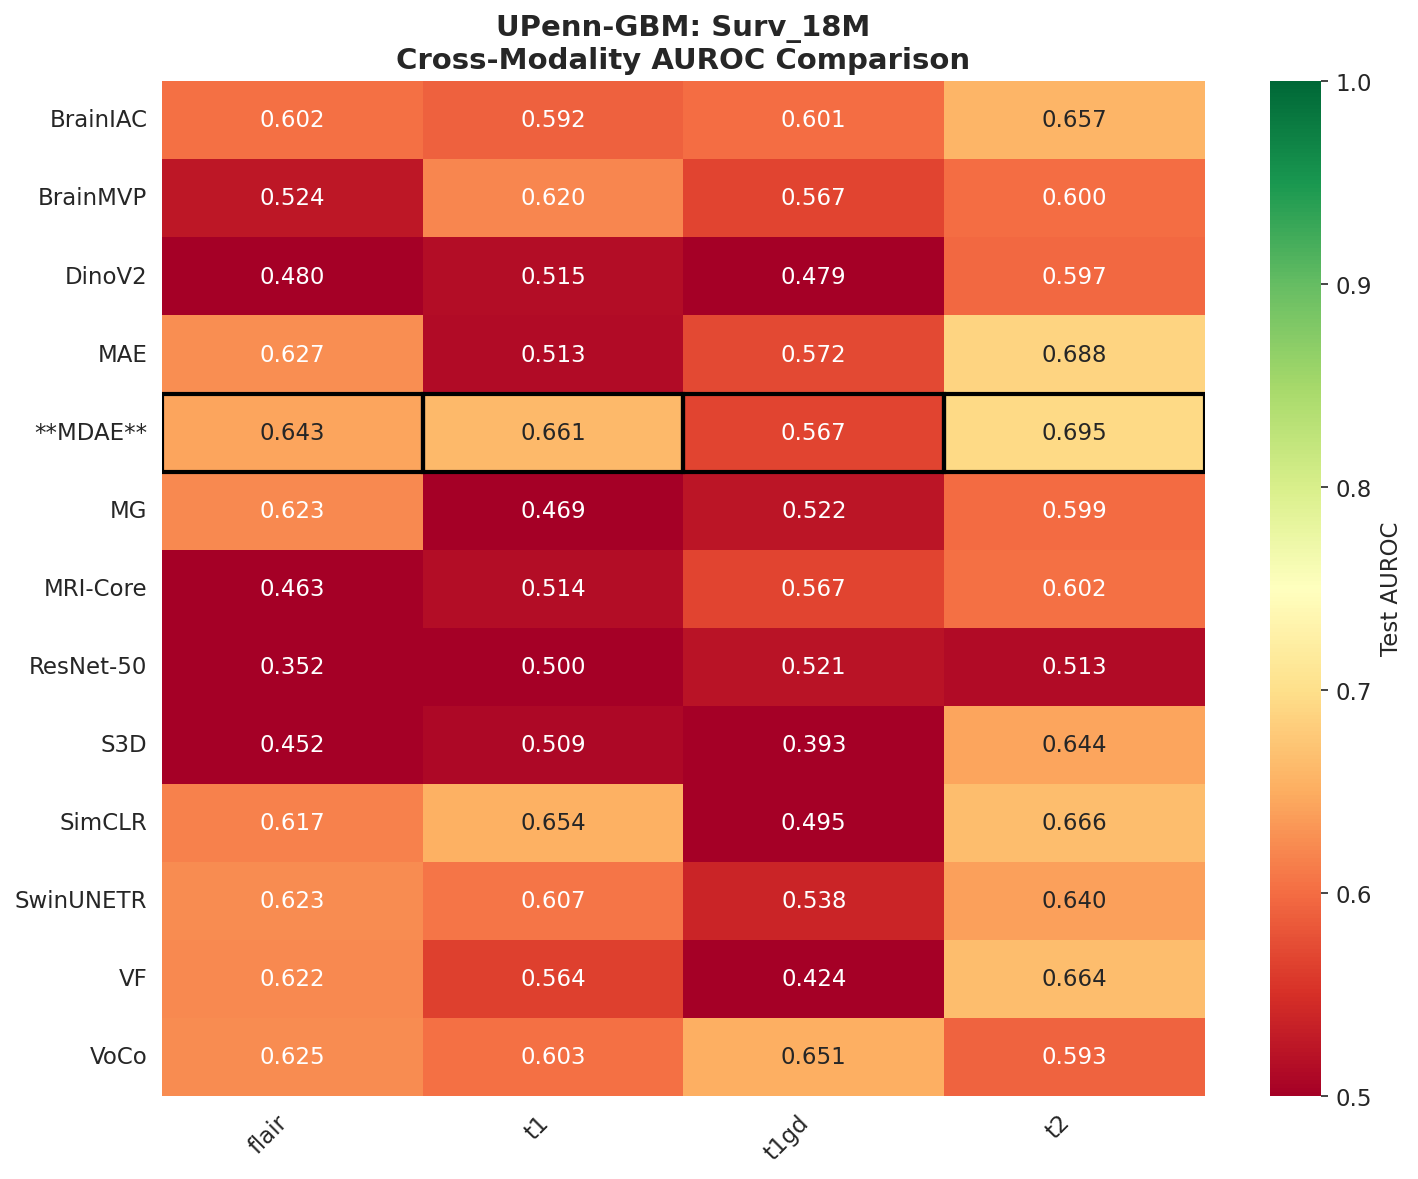 UPenn-GBM: Surv_18M
Cross-Modality AUROC Comparison
BrainIAC 0.602 0.592 0.601 0.657
BrainMVP 0.524 0.620 0.567 0.600
DinoV2 0.480 0.515 0.479 0.597
MAE 0.627 0.513 0.572 0.688
**MDAE** 0.643 0.661 0.567 0.695
MG 0.623 0.469 0.522 0.599
MRI-Core 0.463 0.514 0.567 0.602
ResNet-50 0.352 0.500 0.521 0.513
S3D 0.452 0.509 0.393 0.644
SimCLR 0.617 0.654 0.495 0.666
SwinUNETR 0.623 0.607 0.538 0.640
VF 0.622 0.564 0.424 0.664
VoCo 0.625 0.603 0.651 0.593
flair t1 t1gd t2
1.0
0.9
0.8
0.7
0.6
0.5
Test AUROC